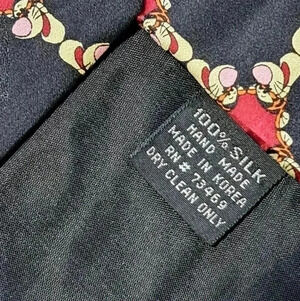 100% SILK
HAND MADE
MADE IN KOREA
RN # 73469
DRY CLEAN ONLY